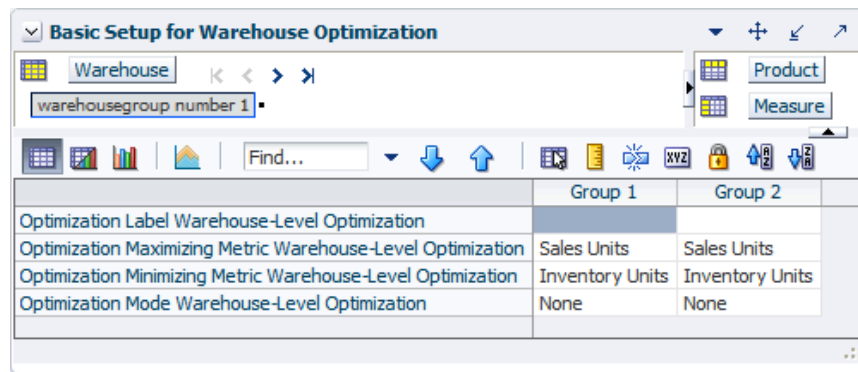 Basic Setup for Warehouse Optimization
Warehouse
Product
warehousegroup number 1
Measure
Find...
XYZ
A Z
Z A
Group 1 Group 2
Optimization Label Warehouse-Level Optimization
Optimization Maximizing Metric Warehouse-Level Optimization Sales Units Sales Units
Optimization Minimizing Metric Warehouse-Level Optimization Inventory Units Inventory Units
Optimization Mode Warehouse-Level Optimization None None